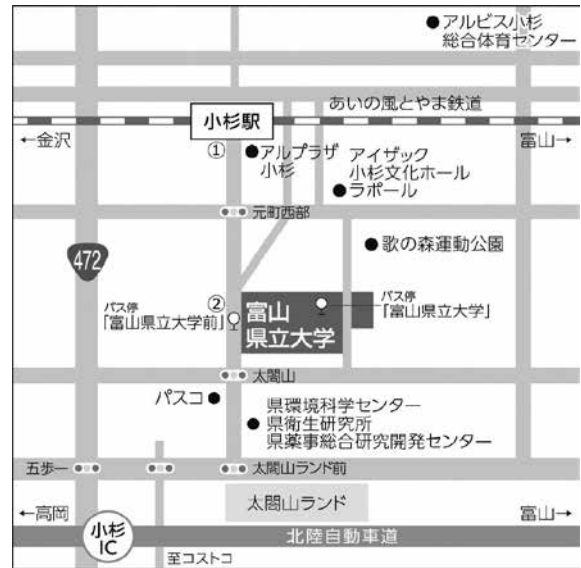 アルビス小杉
総合体育センター
あいの風とやま鉄道
小杉駅
←金沢
富山→
①
アルプラザ
小杉
アイザック
小杉文化ホール
ラポール
元町西部
歌の森運動公園
472
②
バス停
「富山県立大学前」
富山
県立大学
バス停
「富山県立大学」
太閤山
パスコ
県環境科学センター
県衛生研究所
県薬事総合研究開発センター
五歩一
太閤山ランド前
太閤山ランド
←高岡
富山→
小杉
IC
北陸自動車道
至コストコ